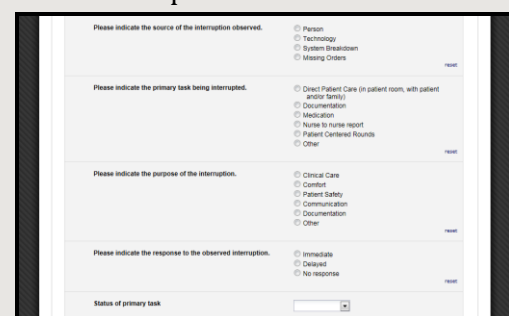 Please indicate the source of the interruption observed.
Person
Technology
System Breakdown
Missing Orders
reset
Please indicate the primary task being interrupted.
Direct Patient Care (in patient room, with patient
and/or family)
Documentation
Medication
Nurse to nurse report
Patient Centered Rounds
Other
reset
Please indicate the purpose of the interruption.
Clinical Care
Comfort
Patient Safety
Communication
Documentation
Other
reset
Please indicate the response to the observed interruption.
Immediate
Delayed
No response
reset
Status of primary task